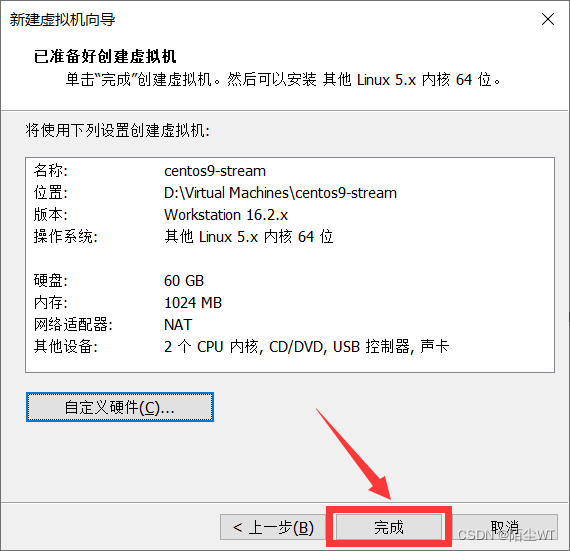 新建虚拟机向导
已准备好创建虚拟机
单击“完成”创建虚拟机。然后可以安装 其他 Linux 5.x 内核 64 位。
将使用下列设置创建虚拟机:
名称: centos9-stream
位置: D:\Virtual Machines\centos9-stream
版本: Workstation 16.2.x
操作系统: 其他 Linux 5.x 内核 64 位
硬盘: 60 GB
内存: 1024 MB
网络适配器: NAT
其他设备: 2 个 CPU 内核, CD/DVD, USB 控制器, 声卡
自定义硬件(C)...
< 上一步(B) 完成 取消
CSDN @陌尘WT